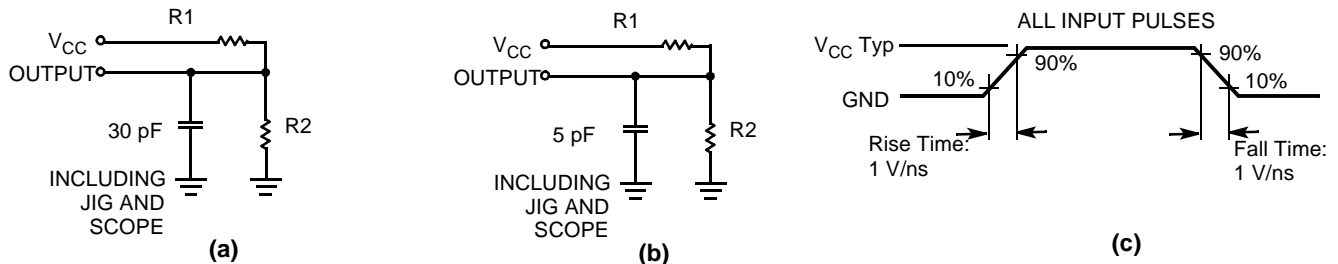 R1
VCC
OUTPUT
30 pF
R2
INCLUDING
JIG AND
SCOPE
(a)
R1
VCC
OUTPUT
5 pF
R2
INCLUDING
JIG AND
SCOPE
(b)
ALL INPUT PULSES
VCC Typ
90%
90%
10%
10%
GND
Rise Time:
1 V/ns
Fall Time:
1 V/ns
(c)